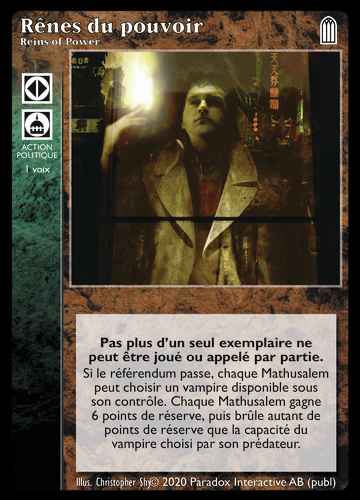 Rênes du pouvoir
Reins of Power
ACTION
POLITIQUE
1 voix
Pas plus d'un seul exemplaire ne
peut être joué ou appelé par partie.
Si le référendum passe, chaque Mathusalem
peut choisir un vampire disponible sous
son contrôle. Chaque Mathusalem gagne
6 points de réserve, puis brûle autant de
points de réserve que la capacité du
vampire choisi par son prédateur.
Illus. Christopher Shy© 2020 Paradox Interactive AB (publ)